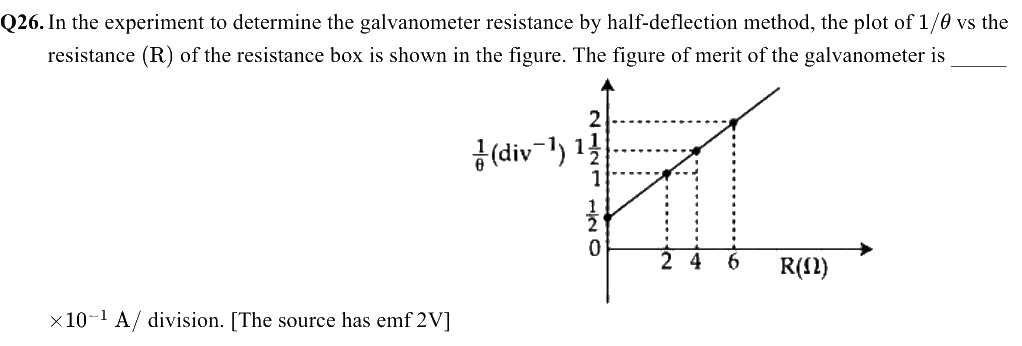 Q26. In the experiment to determine the galvanometer resistance by half-deflection method, the plot of 1/θ vs the
resistance (R) of the resistance box is shown in the figure. The figure of merit of the galvanometer is _____
2
1/θ (div⁻¹) 1 1/2
1
1/2
0
2 4 6 R(Ω)
×10⁻¹ A/ division. [The source has emf 2V]